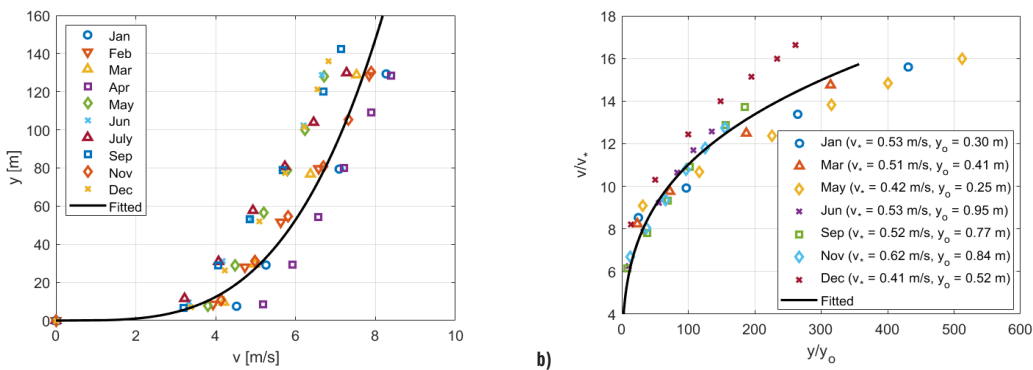 160
140
120
100
80
60
40
20
0
y [m]
0 2 4 6 8 10
v [m/s]
Jan
Feb
Mar
Apr
May
Jun
July
Sep
Nov
Dec
Fitted
b)
18
16
14
12
10
8
6
4
v/v*
0 100 200 300 400 500 600
y/yo
Jan (v* = 0.53 m/s, yo = 0.30 m)
Mar (v* = 0.51 m/s, yo = 0.41 m)
May (v* = 0.42 m/s, yo = 0.25 m)
Jun (v* = 0.53 m/s, yo = 0.95 m)
Sep (v* = 0.52 m/s, yo = 0.77 m)
Nov (v* = 0.62 m/s, yo = 0.84 m)
Dec (v* = 0.41 m/s, yo = 0.52 m)
Fitted